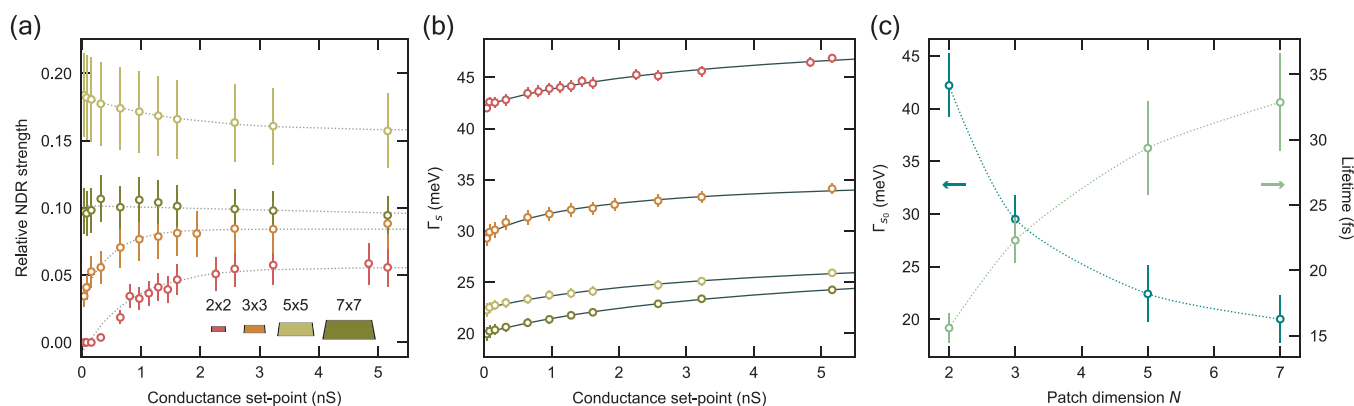 (a)
Relative NDR strength
0.20
0.15
0.10
0.05
0.00
2x2 3x3 5x5 7x7
0 1 2 3 4 5
Conductance set-point (nS)
(b)
Γs (meV)
45
40
35
30
25
20
0 1 2 3 4 5
Conductance set-point (nS)
(c)
Γs0 (meV)
45
40
35
30
25
20
2 3 4 5 6 7
Patch dimension N
35
30
25
20
15
Lifetime (fs)